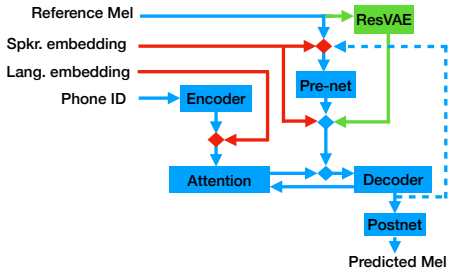 Reference Mel
ResVAE
Spkr. embedding
Lang. embedding
Pre-net
Phone ID
Encoder
Attention
Decoder
Postnet
Predicted Mel